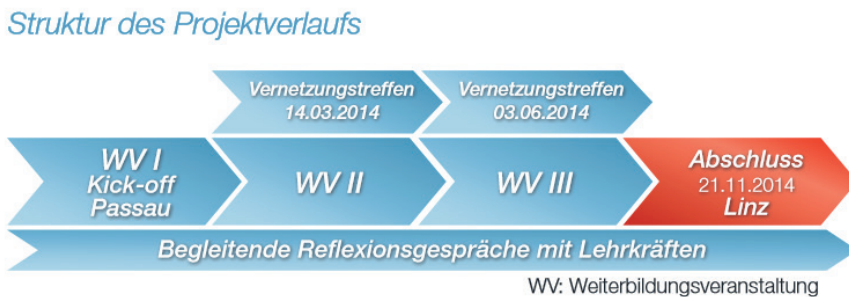 Struktur des Projektverlaufs
Vernetzungstreffen
14.03.2014
Vernetzungstreffen
03.06.2014
WV I
Kick-off
Passau
WV II
WV III
Abschluss
21.11.2014
Linz
Begleitende Reflexionsgespräche mit Lehrkräften
WV: Weiterbildungsveranstaltung